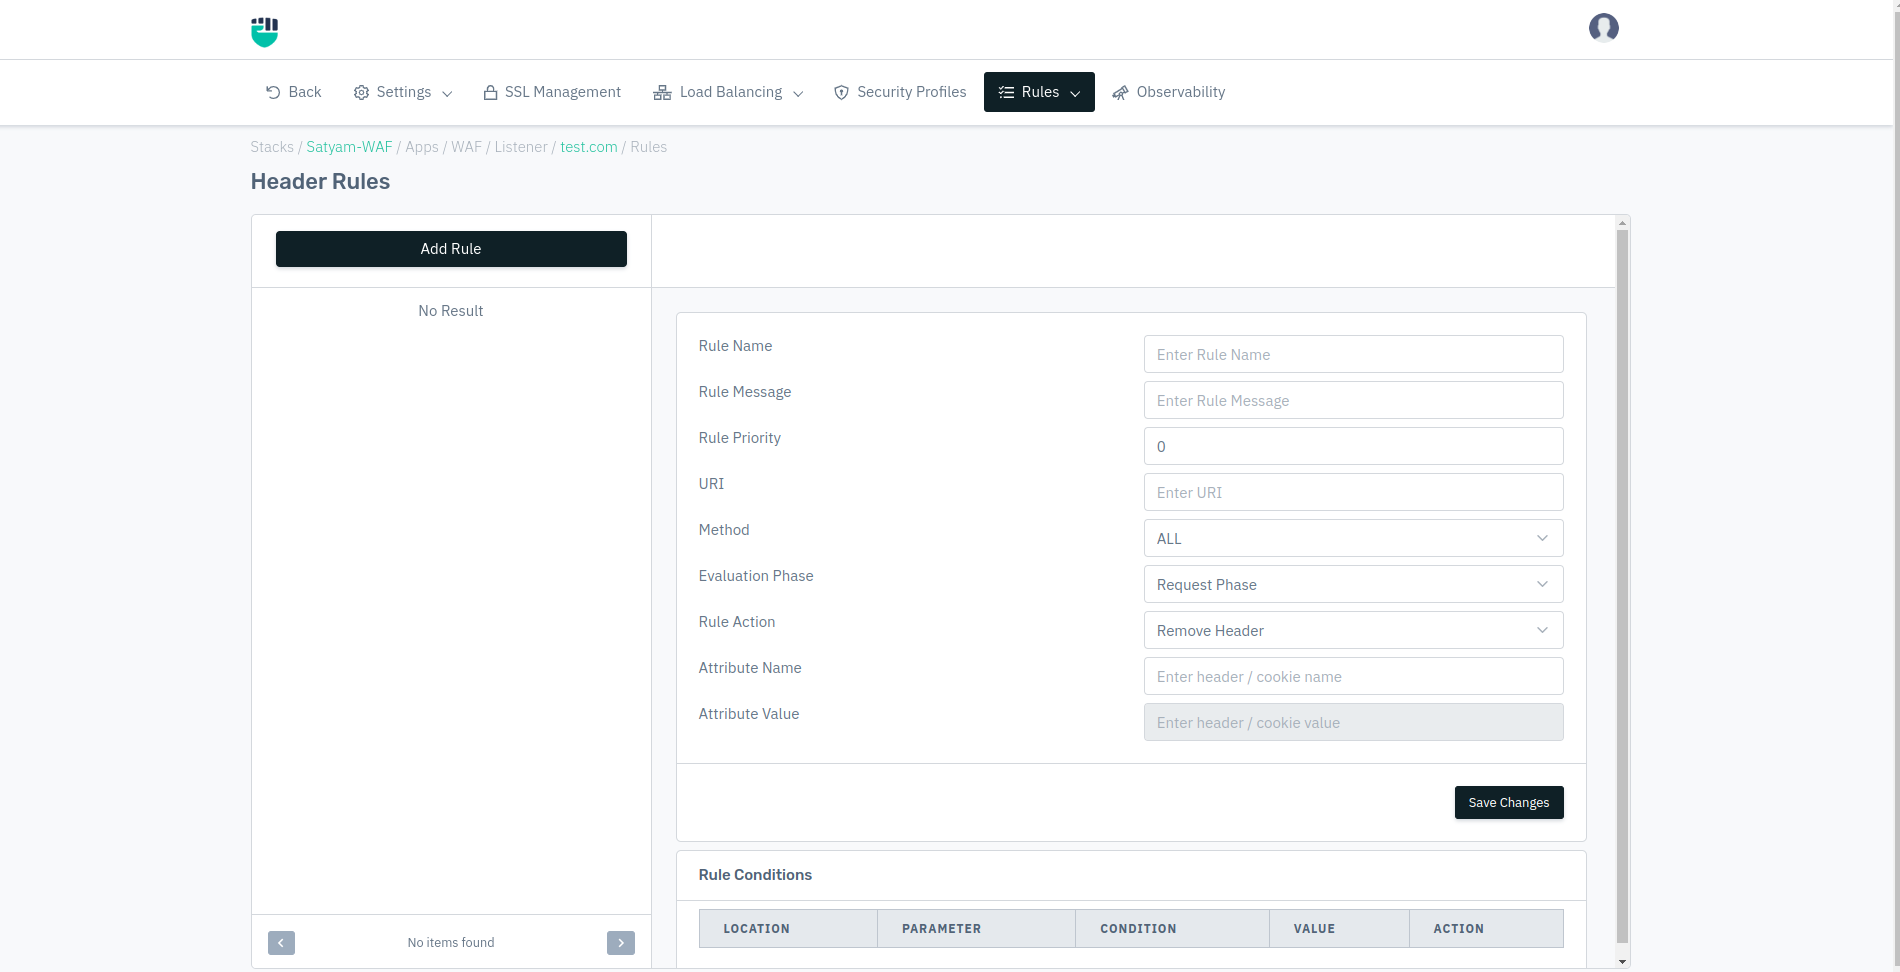 Back Settings SSL Management Load Balancing Security Profiles Rules Observability
Stacks / Satyam-WAF / Apps / WAF / Listener / test.com / Rules
Header Rules
Add Rule
No Result
Rule Name
Enter Rule Name
Rule Message
Enter Rule Message
Rule Priority
0
URI
Enter URI
Method
ALL
Evaluation Phase
Request Phase
Rule Action
Remove Header
Attribute Name
Enter header / cookie name
Attribute Value
Enter header / cookie value
Save Changes
Rule Conditions
LOCATION PARAMETER CONDITION VALUE ACTION
No items found